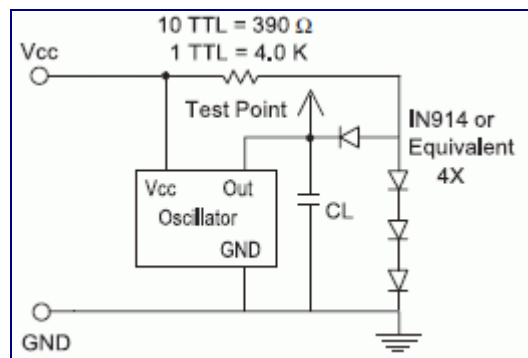 10 TTL = 390 Ω
1 TTL = 4.0 K
Vcc
Test Point
IN914 or
Equivalent
4X
Vcc Out
Oscillator
GND
CL
GND